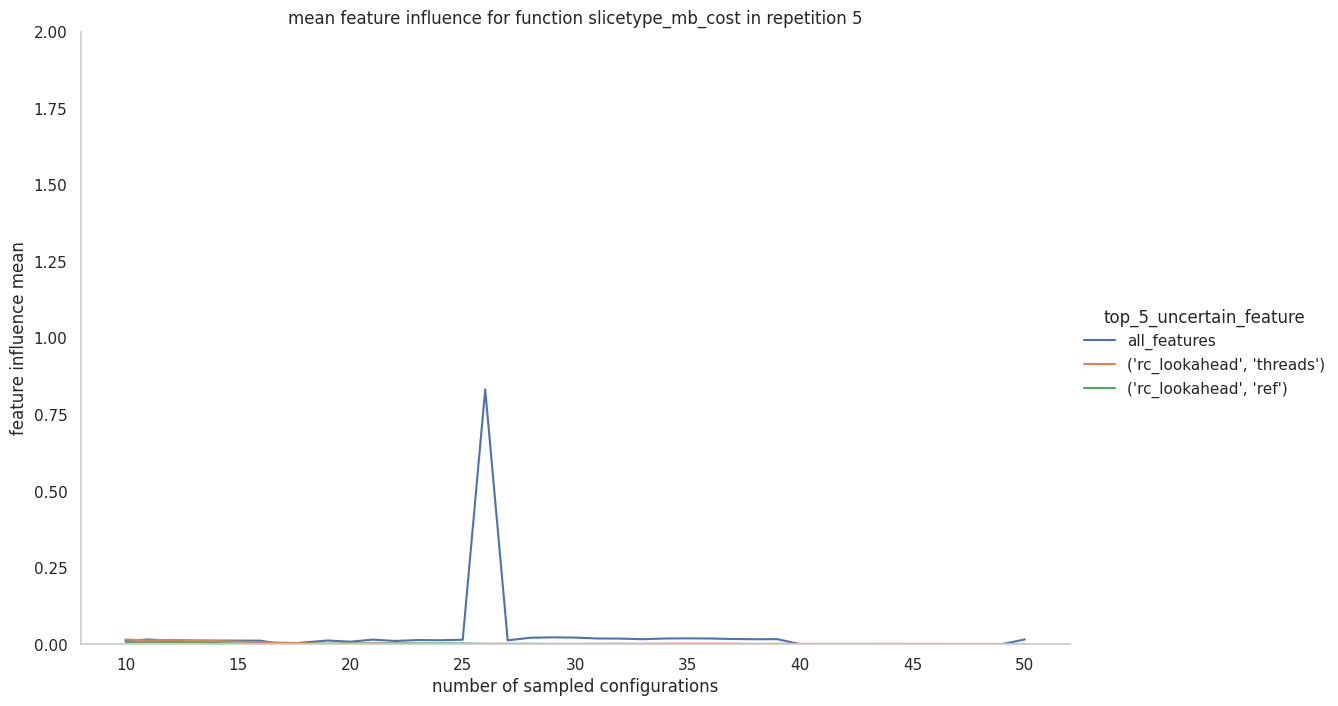 mean feature influence for function slicetype_mb_cost in repetition 5
2.00
1.75
1.50
1.25
1.00
0.75
0.50
0.25
0.00
feature influence mean
10 15 20 25 30 35 40 45 50
number of sampled configurations
top_5_uncertain_feature
all_features
('rc_lookahead', 'threads')
('rc_lookahead', 'ref')